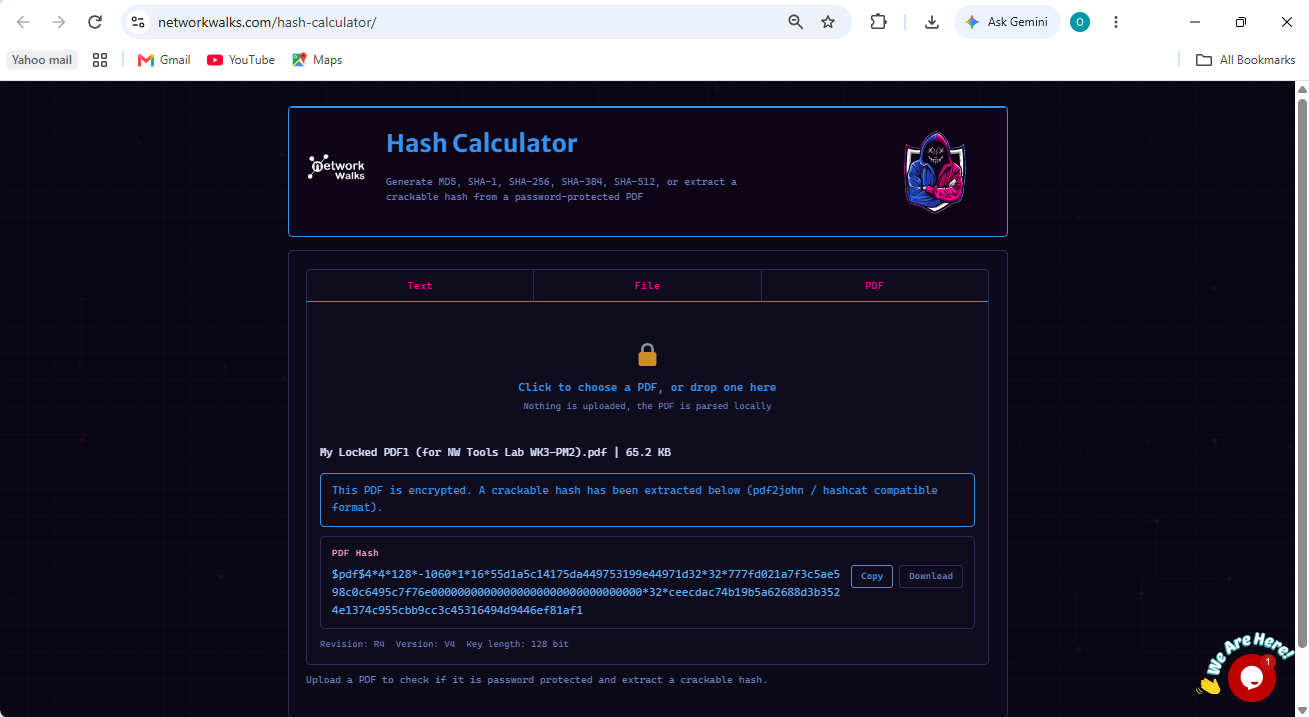 networkwalks.com/hash-calculator/
Ask Gemini
O
Yahoo mail
Gmail
YouTube
Maps
All Bookmarks
network
walks
Hash Calculator
Generate MD5, SHA-1, SHA-256, SHA-384, SHA-512, or extract a
crackable hash from a password-protected PDF
Text
File
PDF
Click to choose a PDF, or drop one here
Nothing is uploaded, the PDF is parsed locally
My Locked PDF1 (for NW Tools Lab WK3-PM2).pdf | 65.2 KB
This PDF is encrypted. A crackable hash has been extracted below (pdf2john / hashcat compatible
format).
PDF Hash
$pdf$4*4*128*-1060*1*16*55d1a5c14175da449753199e44971d32*32*777fd021a7f3c5ae5
98c0c6495c7f76e00000000000000000000000000000000*32*ceecdac74b19b5a62688d3b352
4e1374c955cbb9cc3c45316494d9446ef81af1
Copy
Download
Revision: R4 Version: V4 Key length: 128 bit
Upload a PDF to check if it is password protected and extract a crackable hash.
We Are Here!
1